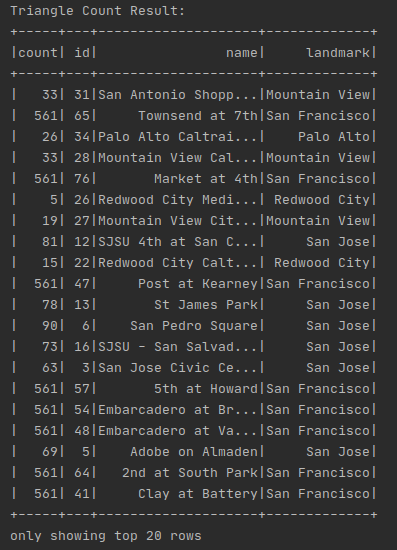 Triangle Count Result:
+-----+---+--------------------+-------------+
|count| id|                name|     landmark|
+-----+---+--------------------+-------------+
|   33| 31|San Antonio Shopp...|Mountain View|
|  561| 65|     Townsend at 7th|San Francisco|
|   26| 34|Palo Alto Caltrai...|    Palo Alto|
|   33| 28|Mountain View Cal...|Mountain View|
|  561| 76|       Market at 4th|San Francisco|
|    5| 26|Redwood City Medi...| Redwood City|
|   19| 27|Mountain View Cit...|Mountain View|
|   81| 12|SJSU 4th at San C...|     San Jose|
|   15| 22|Redwood City Calt...| Redwood City|
|  561| 47|     Post at Kearney|San Francisco|
|   78| 13|       St James Park|     San Jose|
|   90|  6|    San Pedro Square|     San Jose|
|   73| 16|SJSU - San Salvad...|     San Jose|
|   63|  3|San Jose Civic Ce...|     San Jose|
|  561| 57|       5th at Howard|San Francisco|
|  561| 54|Embarcadero at Br...|San Francisco|
|  561| 48|Embarcadero at Va...|San Francisco|
|   69|  5|    Adobe on Almaden|     San Jose|
|  561| 64|   2nd at South Park|San Francisco|
|  561| 41|     Clay at Battery|San Francisco|
+-----+---+--------------------+-------------+
only showing top 20 rows